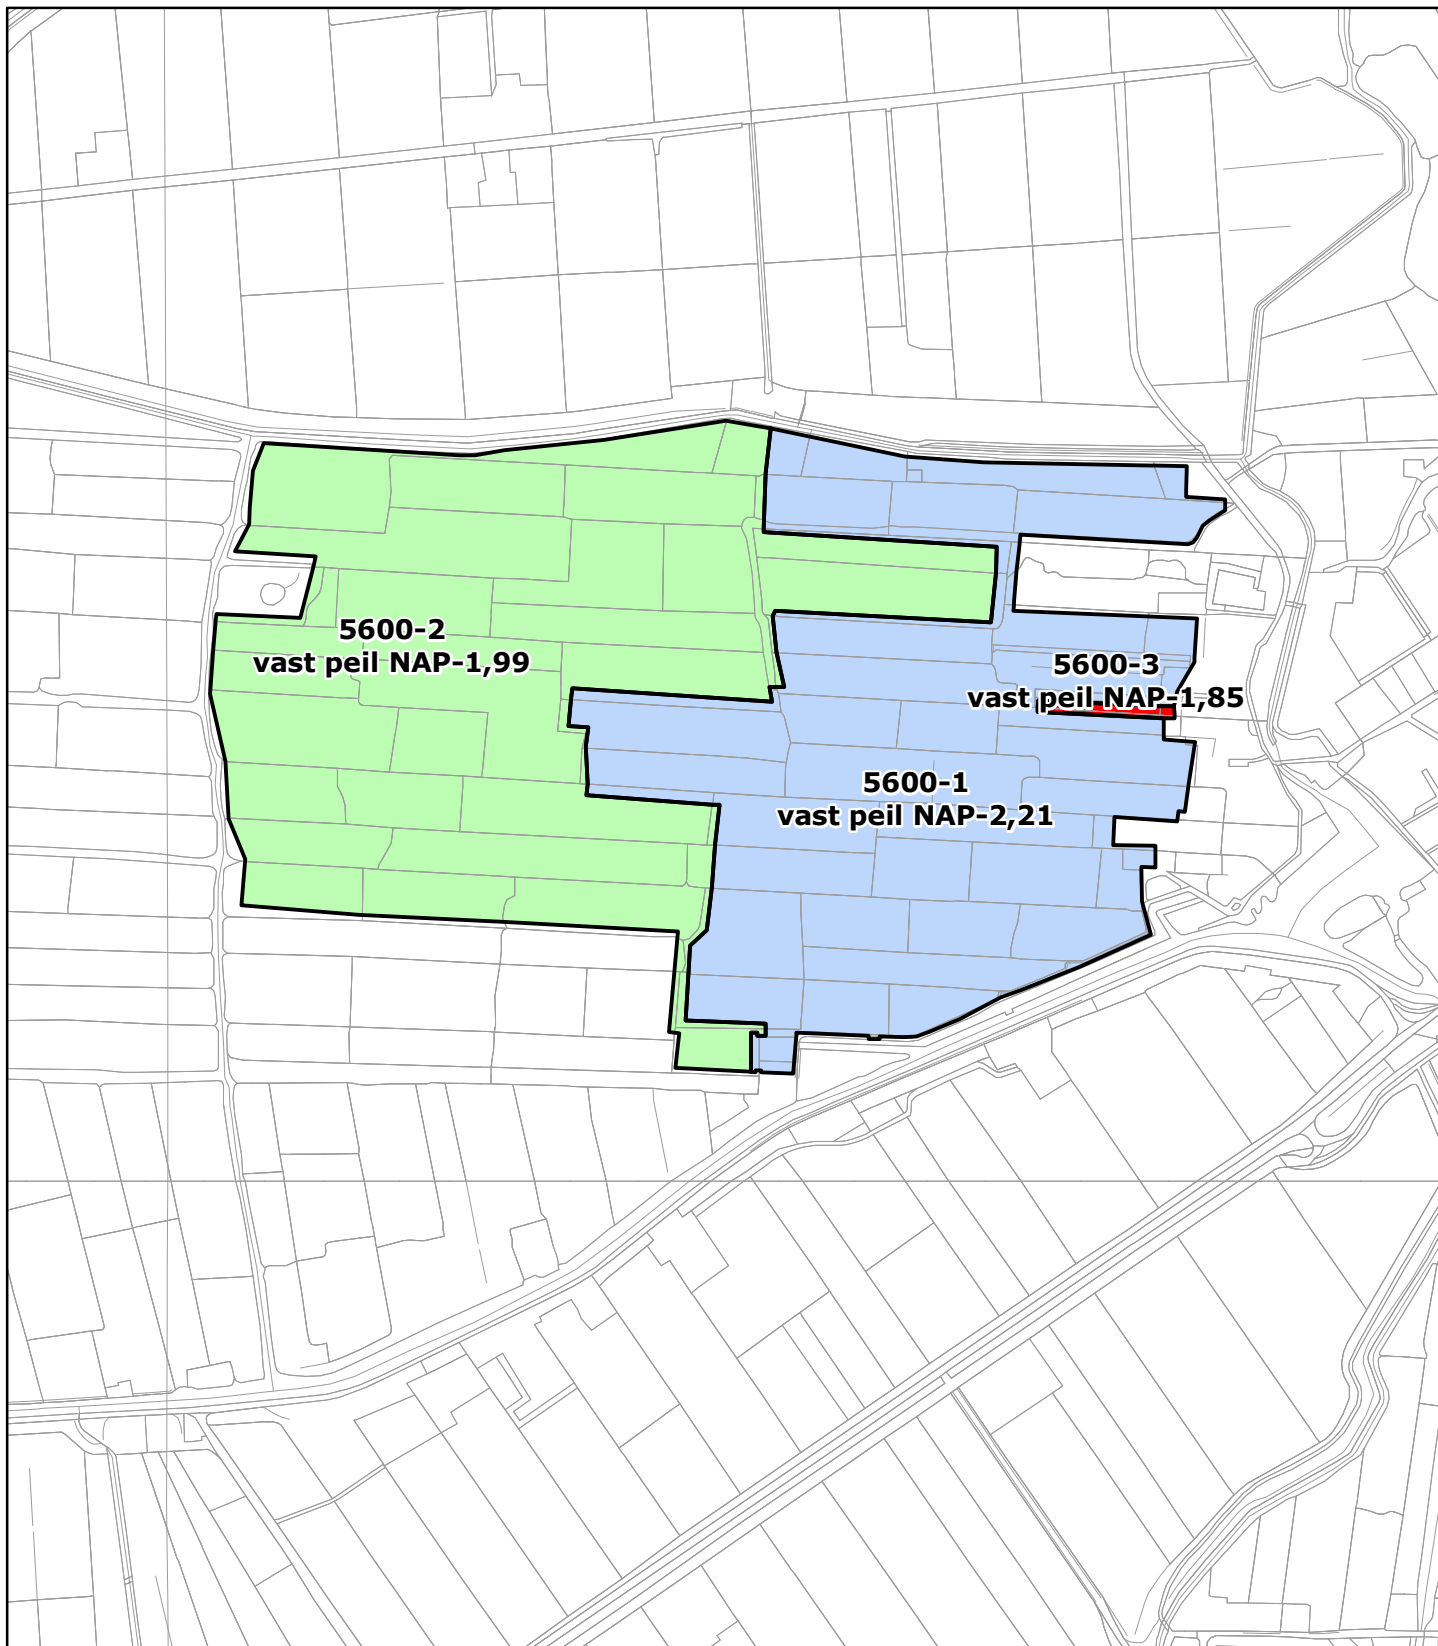 5600-2
vast peil NAP-1,99
5600-3
vast peil NAP-1,85
5600-1
vast peil NAP-2,21